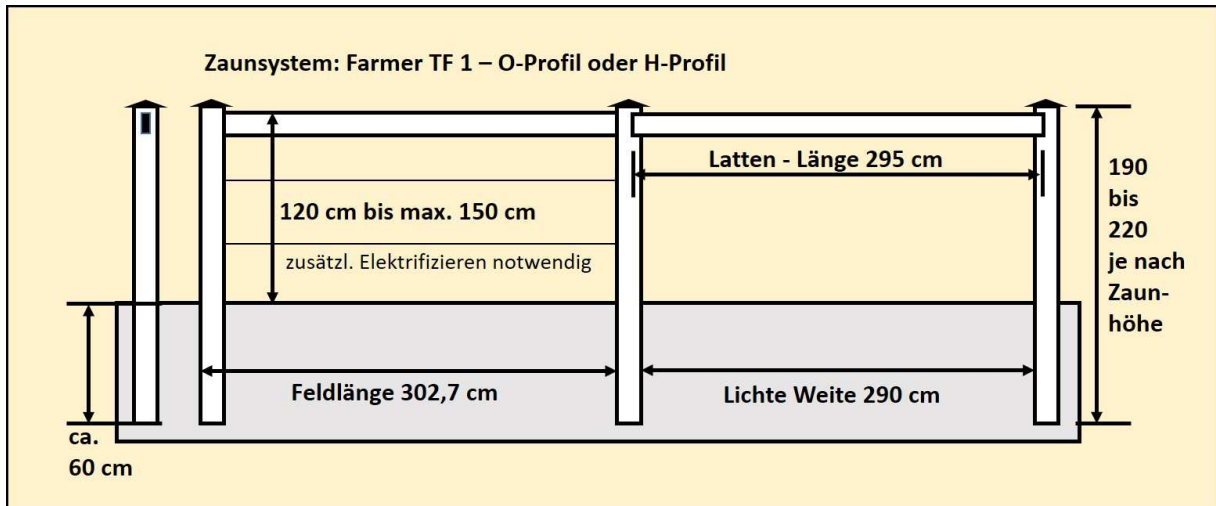 Zaunsystem: Farmer TF 1 – O-Profil oder H-Profil
Latten - Länge 295 cm
120 cm bis max. 150 cm
zusätzl. Elektrifizieren notwendig
190
bis
220
je nach
Zaun-
höhe
Feldlänge 302,7 cm
Lichte Weite 290 cm
ca.
60 cm